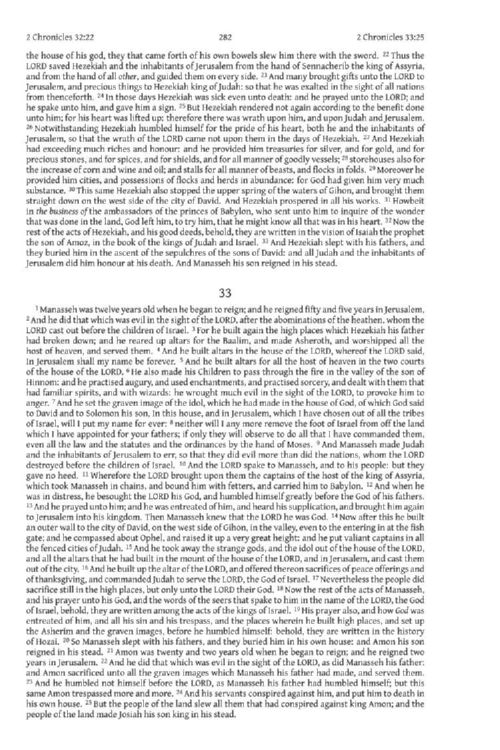 2 Chronicles 32:22 282 2 Chronicles 33:25
the house of his god, they that came forth of his own bowels slew him there with the sword. 22 Thus the
LORD saved Hezekiah and the inhabitants of Jerusalem from the hand of Sennacherib the king of Assyria,
and from the hand of all other, and guided them on every side. 23 And many brought gifts unto the LORD to
Jerusalem, and precious things to Hezekiah king of Judah: so that he was exalted in the sight of all nations
from thenceforth. 24 In those days Hezekiah was sick even unto death: and he prayed unto the LORD; and
he spake unto him, and gave him a sign. 25 But Hezekiah rendered not again according to the benefit done
unto him; for his heart was lifted up: therefore there was wrath upon him, and upon Judah and Jerusalem.
26 Notwithstanding Hezekiah humbled himself for the pride of his heart, both he and the inhabitants of
Jerusalem, so that the wrath of the LORD came not upon them in the days of Hezekiah. 27 And Hezekiah
had exceeding much riches and honour: and he provided him treasuries for silver, and for gold, and for
precious stones, and for spices, and for shields, and for all manner of goodly vessels; 28 storehouses also for
the increase of corn and wine and oil; and stalls for all manner of beasts, and flocks in folds. 29 Moreover he
provided him cities, and possessions of flocks and herds in abundance: for God had given him very much
substance. 30 This same Hezekiah also stopped the upper spring of the waters of Gihon, and brought them
straight down on the west side of the city of David. And Hezekiah prospered in all his works. 31 Howbeit
in the business of the ambassadors of the princes of Babylon, who sent unto him to inquire of the wonder
that was done in the land, God left him, to try him, that he might know all that was in his heart. 32 Now the
rest of the acts of Hezekiah, and his good deeds, behold, they are written in the vision of Isaiah the prophet
the son of Amoz, in the book of the kings of Judah and Israel. 33 And Hezekiah slept with his fathers, and
they buried him in the ascent of the sepulchres of the sons of David: and all Judah and the inhabitants of
Jerusalem did him honour at his death. And Manasseh his son reigned in his stead.
33
1 Manasseh was twelve years old when he began to reign; and he reigned fifty and five years in Jerusalem.
2 And he did that which was evil in the sight of the LORD, after the abominations of the heathen, whom the
LORD cast out before the children of Israel. 3 For he built again the high places which Hezekiah his father
had broken down; and he reared up altars for the Baalim, and made Asheroth, and worshipped all the
host of heaven, and served them. 4 And he built altars in the house of the LORD, whereof the LORD said,
In Jerusalem shall my name be forever. 5 And he built altars for all the host of heaven in the two courts
of the house of the LORD. 6 He also made his Children to pass through the fire in the valley of the son of
Hinnom: and he practised augury, and used enchantments, and practised sorcery, and dealt with them that
had familiar spirits, and with wizards: he wrought much evil in the sight of the LORD, to provoke him to
anger. 7 And he set the graven image of the idol, which he had made in the house of God, of which God said
to David and to Solomon his son, In this house, and in Jerusalem, which I have chosen out of all the tribes
of Israel, will I put my name for ever: 8 neither will I any more remove the foot of Israel from off the land
which I have appointed for your fathers; if only they will observe to do all that I have commanded them,
even all the law and the statutes and the ordinances by the hand of Moses. 9 And Manasseh made Judah
and the inhabitants of Jerusalem to err, so that they did evil more than did the nations, whom the LORD
destroyed before the children of Israel. 10 And the LORD spake to Manasseh, and to his people: but they
gave no heed. 11 Wherefore the LORD brought upon them the captains of the host of the king of Assyria,
which took Manasseh in chains, and bound him with fetters, and carried him to Babylon. 12 And when he
was in distress, he besought the LORD his God, and humbled himself greatly before the God of his fathers.
13 And he prayed unto him; and he was entreated of him, and heard his supplication, and brought him again
to Jerusalem into his kingdom. Then Manasseh knew that the LORD he was God. 14 Now after this he built
an outer wall to the city of David, on the west side of Gihon, in the valley, even to the entering in at the fish
gate; and he compassed about Ophel, and raised it up a very great height: and he put valiant captains in all
the fenced cities of Judah. 15 And he took away the strange gods, and the idol out of the house of the LORD,
and all the altars that he had built in the mount of the house of the LORD, and in Jerusalem, and cast them
out of the city. 16 And he built up the altar of the LORD, and offered thereon sacrifices of peace offerings and
of thanksgiving, and commanded Judah to serve the LORD, the God of Israel. 17 Nevertheless the people did
sacrifice still in the high places, but only unto the LORD their God. 18 Now the rest of the acts of Manasseh,
and his prayer unto his God, and the words of the seers that spake to him in the name of the LORD, the God
of Israel, behold, they are written among the acts of the kings of Israel. 19 His prayer also, and how God was
entreated of him, and all his sin and his trespass, and the places wherein he built high places, and set up
the Asherim and the graven images, before he humbled himself: behold, they are written in the history
of Hozai. 20 So Manasseh slept with his fathers, and they buried him in his own house: and Amon his son
reigned in his stead. 21 Amon was twenty and two years old when he began to reign; and he reigned two
years in Jerusalem. 22 And he did that which was evil in the sight of the LORD, as did Manasseh his father:
and Amon sacrificed unto all the graven images which Manasseh his father had made, and served them.
23 And he humbled not himself before the LORD, as Manasseh his father had humbled himself; but this
same Amon trespassed more and more. 24 And his servants conspired against him, and put him to death in
his own house. 25 But the people of the land slew all them that had conspired against king Amon; and the
people of the land made Josiah his son king in his stead.